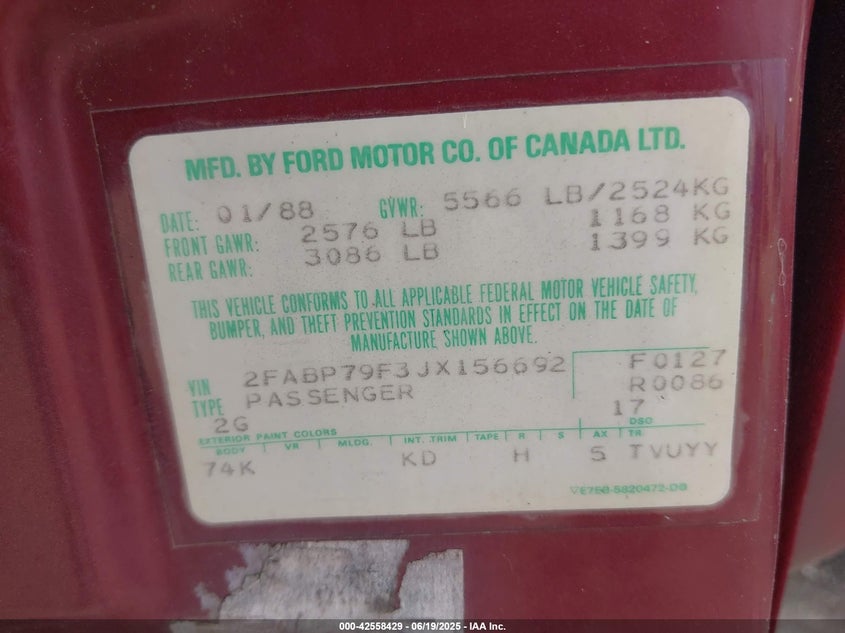 MFD. BY FORD MOTOR CO. OF CANADA LTD.
DATE: 01/88 GVWR: 5566 LB/2524KG
FRONT GAWR: 2576 LB 1168 KG
REAR GAWR: 3086 LB 1399 KG
THIS VEHICLE CONFORMS TO ALL APPLICABLE FEDERAL MOTOR VEHICLE SAFETY,
BUMPER, AND THEFT PREVENTION STANDARDS IN EFFECT ON THE DATE OF
MANUFACTURE SHOWN ABOVE.
VIN 2FABP79F3JX156692 F0127
TYPE PASSENGER R0086
2G 17
EXTERIOR PAINT COLORS DSO
BODY VR MLDG. INT. TRIM TAPE R S AX TR
74K KD H S TVUYY
000-42558429 - 06/19/2025 - IAA Inc.